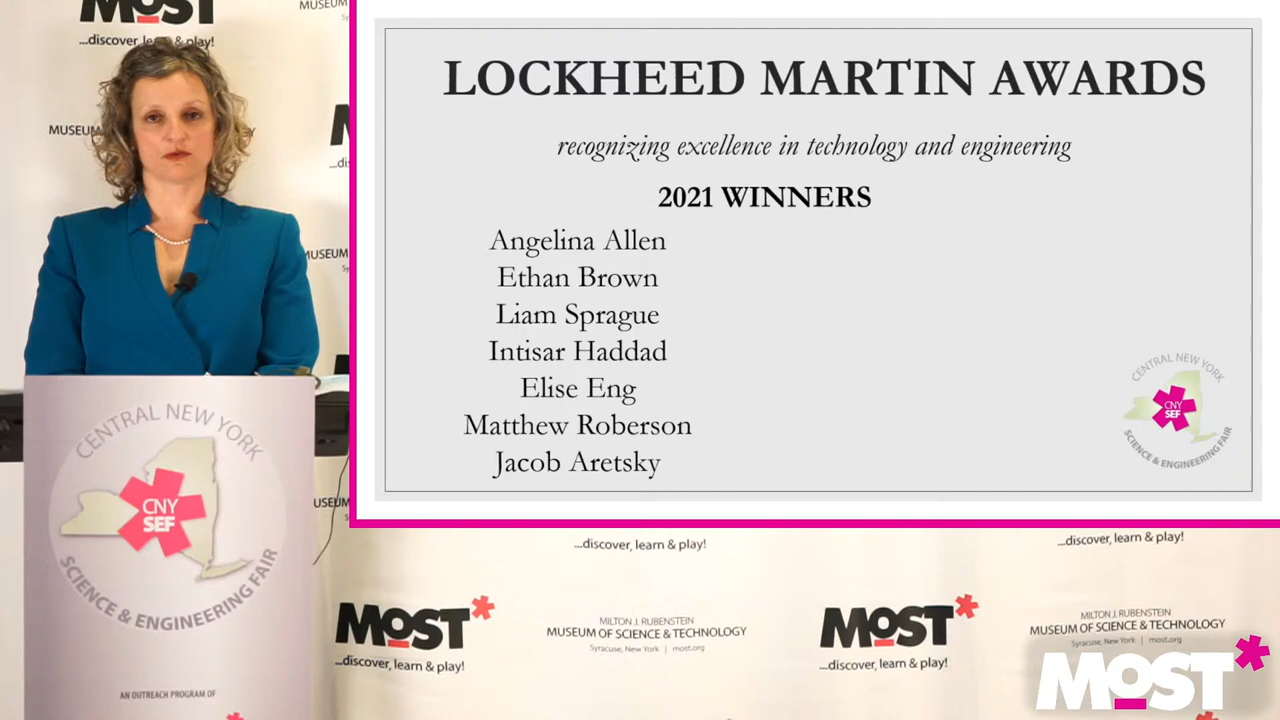 MOST
...discover, learn & play!
MUSEUM
...dis
MUSEUM
MUSEUM
LOCKHEED MARTIN AWARDS
recognizing excellence in technology and engineering
2021 WINNERS
Angelina Allen
Ethan Brown
Liam Sprague
Intisar Haddad
Elise Eng
Matthew Roberson
Jacob Aretsky
CENTRAL NEW YORK
CNY
SEF
SCIENCE & ENGINEERING FAIR
CENTRAL NEW YORK
CNY
SEF
SCIENCE & ENGINEERING FAIR
AN OUTREACH PROGRAM OF
...discover, learn & play!
...discover, learn & play!
MOST*
...discover, learn & play!
MILTON J. RUBENSTEIN
MUSEUM OF SCIENCE & TECHNOLOGY
Syracuse, New York | most.org
MOST*
...discover, learn & play!
MILTON J. RUBENSTEIN
MUSEUM OF SCIENCE & TECHNOLOGY
Syracuse, New York | most.org
MOST*